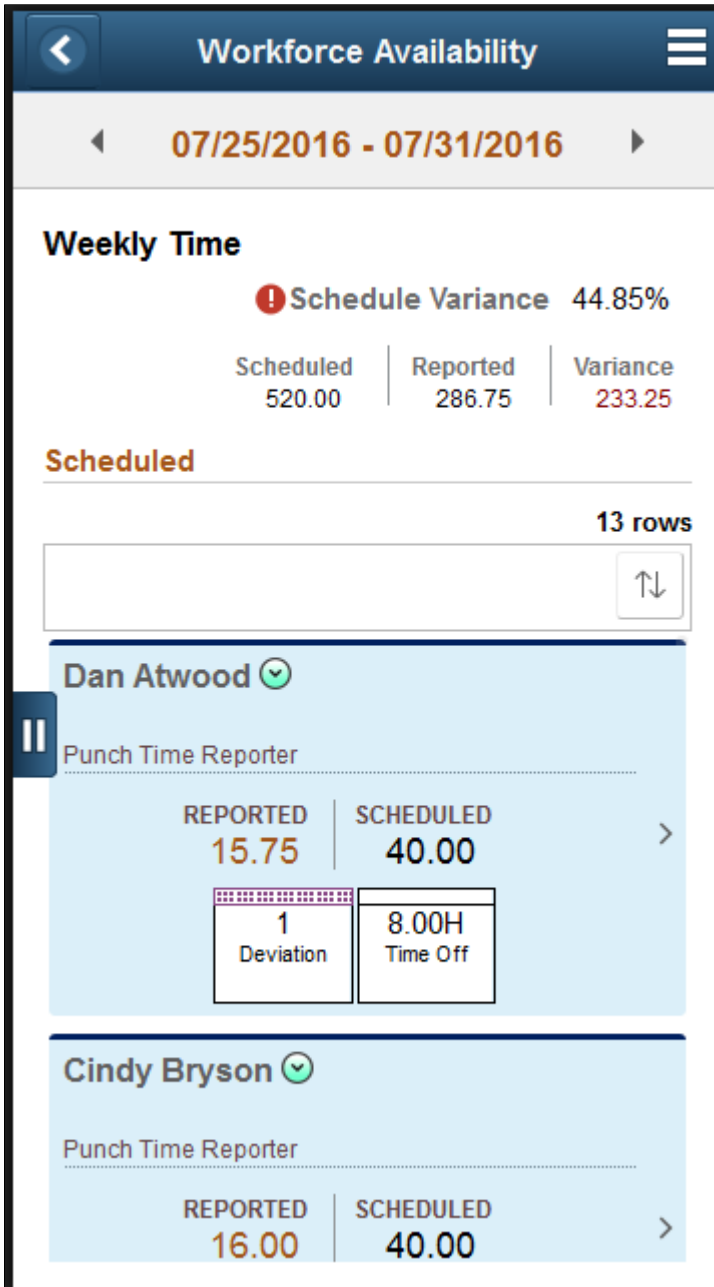 Workforce Availability
07/25/2016 - 07/31/2016
Weekly Time
Schedule Variance 44.85%
Scheduled Reported Variance
520.00 286.75 233.25
Scheduled
13 rows
Dan Atwood
Punch Time Reporter
REPORTED SCHEDULED
15.75 40.00
1 8.00H
Deviation Time Off
Cindy Bryson
Punch Time Reporter
REPORTED SCHEDULED
16.00 40.00